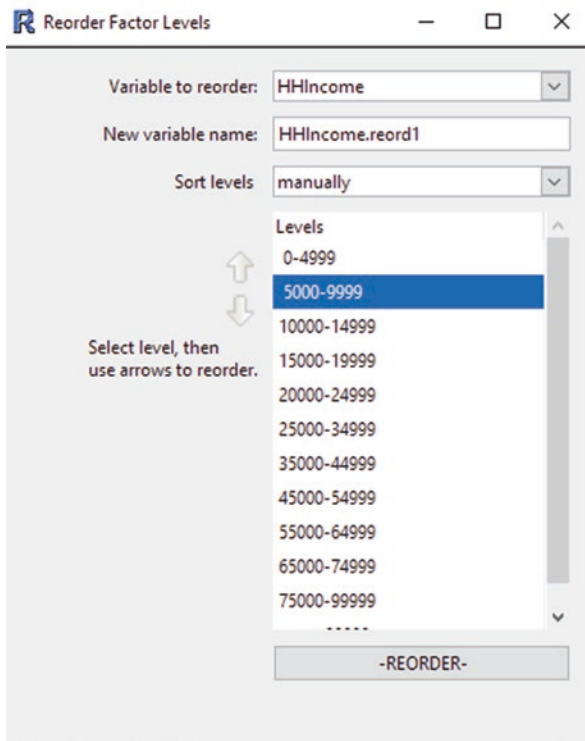 Reorder Factor Levels
Variable to reorder: HHIncome
New variable name: HHIncome.reord1
Sort levels manually
Levels
0-4999
5000-9999
10000-14999
Select level, then
use arrows to reorder.
15000-19999
20000-24999
25000-34999
35000-44999
45000-54999
55000-64999
65000-74999
75000-99999
-REORDER-